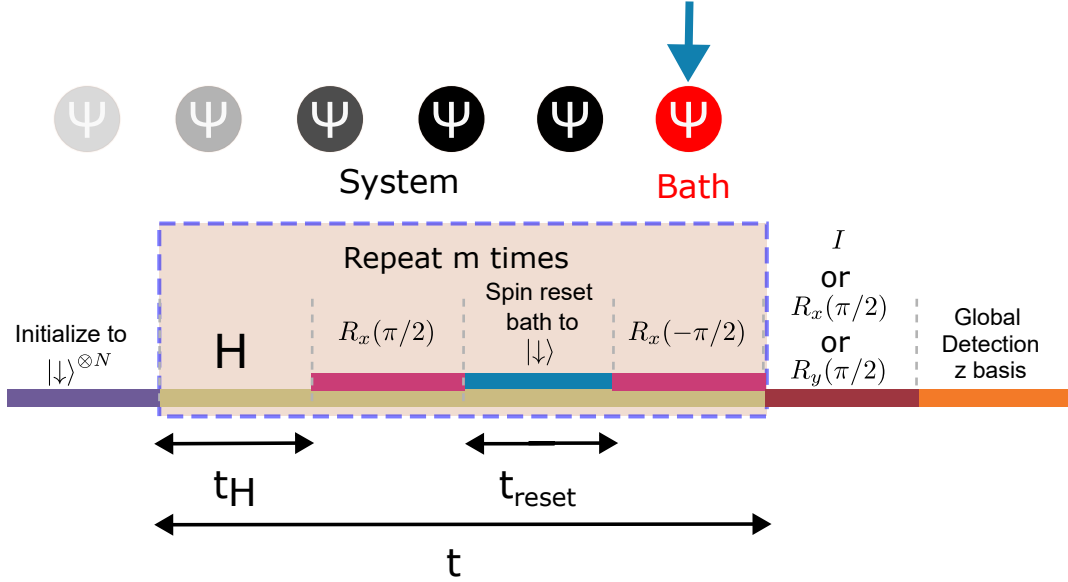 Ψ Ψ Ψ Ψ Ψ Ψ
System
Bath
Repeat m times
Initialize to
|↓⟩^{⊗N}
H
R_x(π/2)
Spin reset
bath to
|↓⟩
R_x(−π/2)
I
or
R_x(π/2)
or
R_y(π/2)
Global
Detection
z basis
t_H
t_reset
t